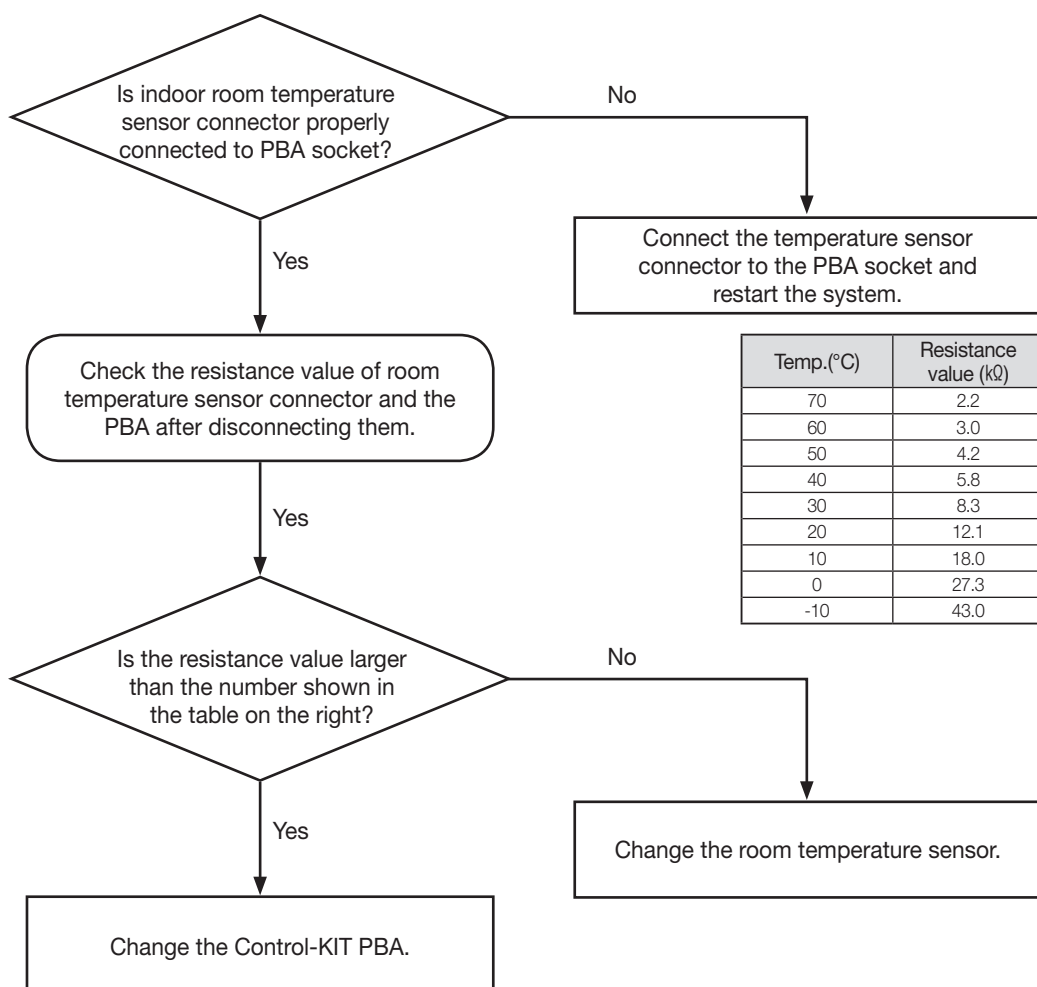 Is indoor room temperature
sensor connector properly
connected to PBA socket?
No
Connect the temperature sensor
connector to the PBA socket and
restart the system.
Yes
Check the resistance value of room
temperature sensor connector and the
PBA after disconnecting them.
Temp.(°C) Resistance
value (kΩ)
70 2.2
60 3.0
50 4.2
40 5.8
30 8.3
20 12.1
10 18.0
0 27.3
-10 43.0
Yes
Is the resistance value larger
than the number shown in
the table on the right?
No
Change the room temperature sensor.
Yes
Change the Control-KIT PBA.